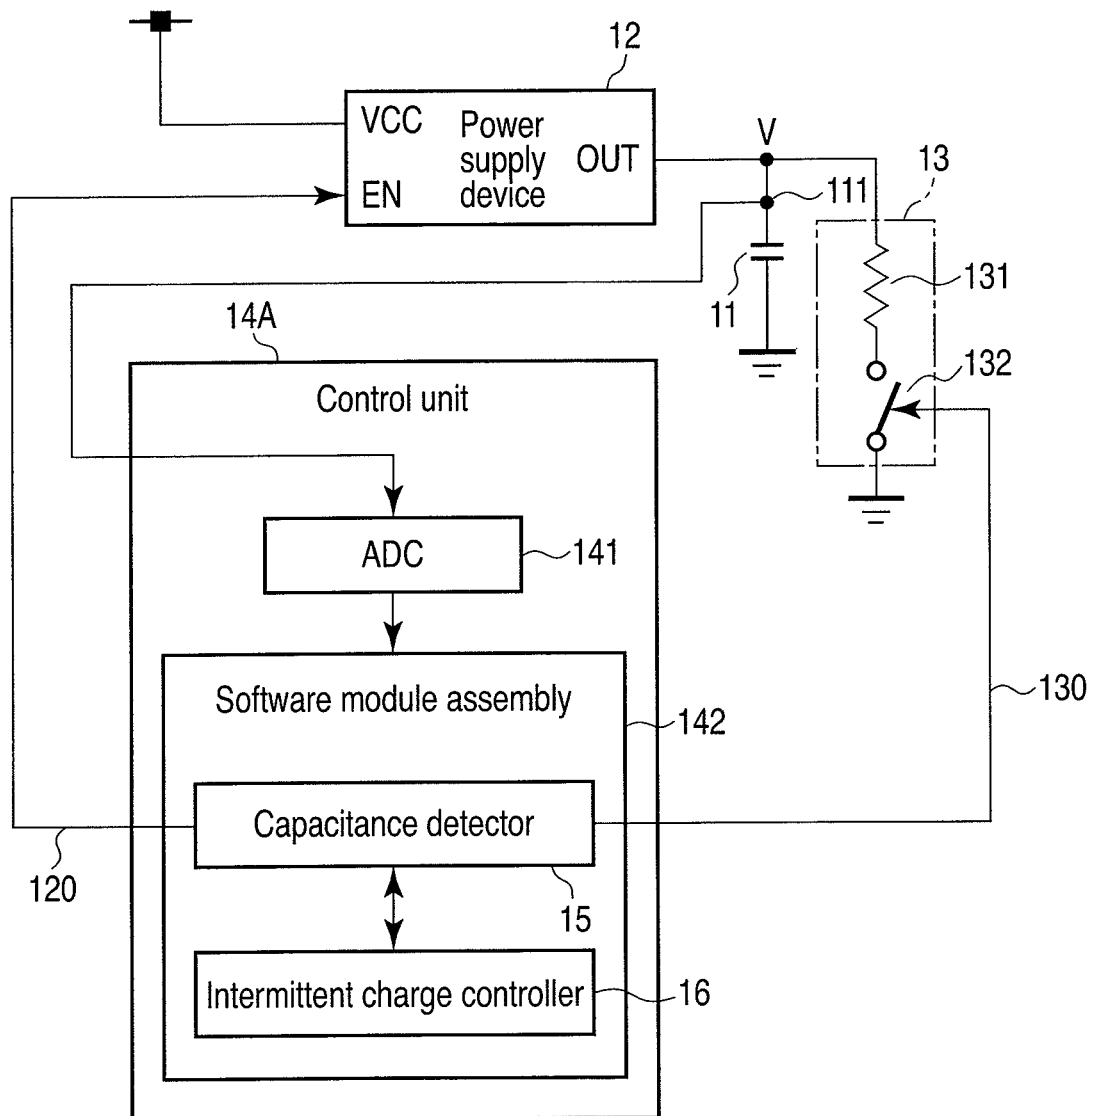 12
VCC
Power
supply
device
OUT
EN
V
111
13
11
131
132
14A
Control unit
ADC
141
Software module assembly
142
130
Capacitance detector
120
15
Intermittent charge controller
16